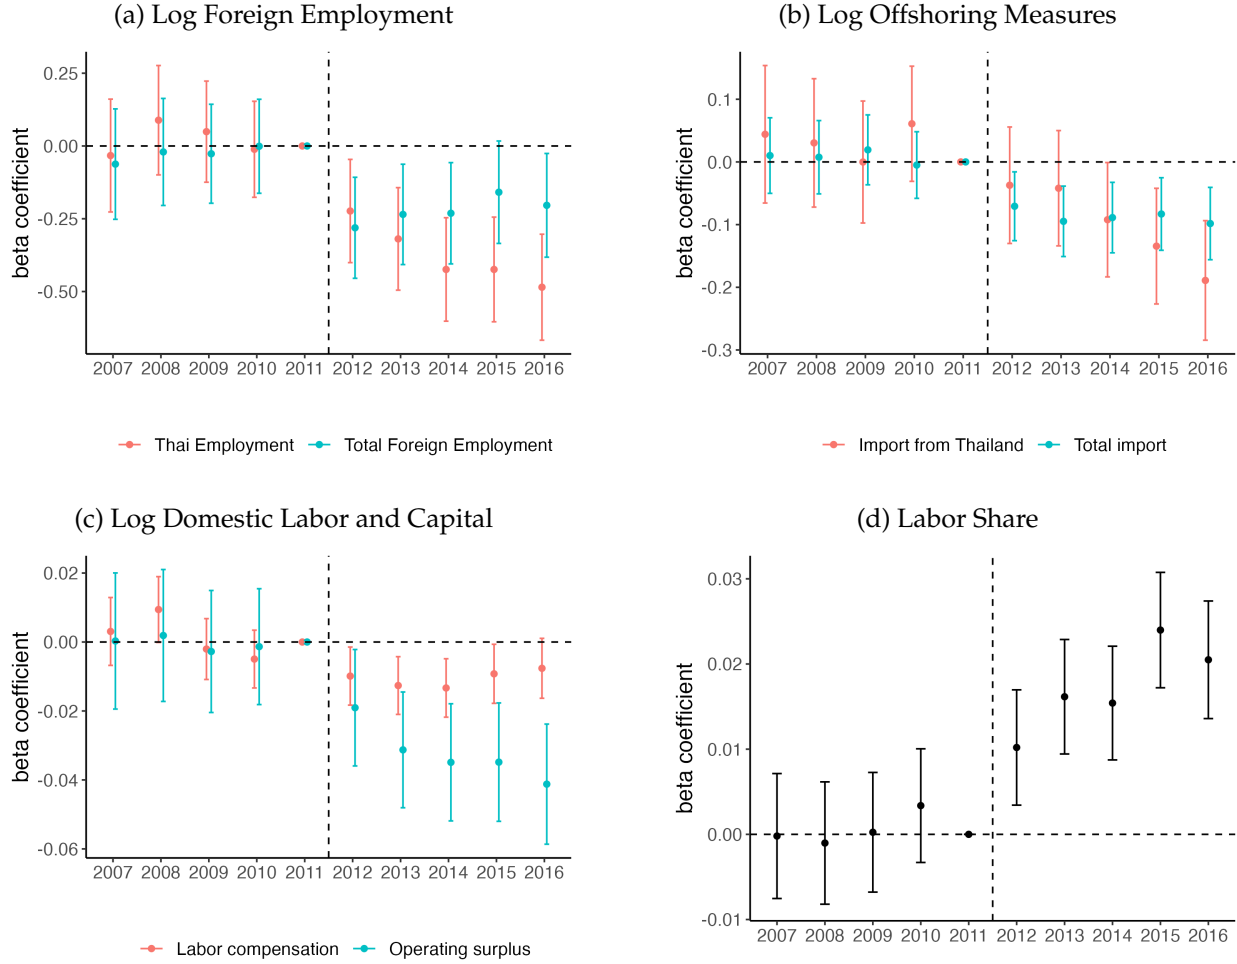 (a) Log Foreign Employment
beta coefficient
0.25
0.00
-0.25
-0.50
2007 2008 2009 2010 2011 2012 2013 2014 2015 2016
Thai Employment Total Foreign Employment
(b) Log Offshoring Measures
beta coefficient
0.1
0.0
-0.1
-0.2
-0.3
2007 2008 2009 2010 2011 2012 2013 2014 2015 2016
Import from Thailand Total import
(c) Log Domestic Labor and Capital
beta coefficient
0.02
0.00
-0.02
-0.04
-0.06
2007 2008 2009 2010 2011 2012 2013 2014 2015 2016
Labor compensation Operating surplus
(d) Labor Share
beta coefficient
0.03
0.02
0.01
0.00
-0.01
2007 2008 2009 2010 2011 2012 2013 2014 2015 2016